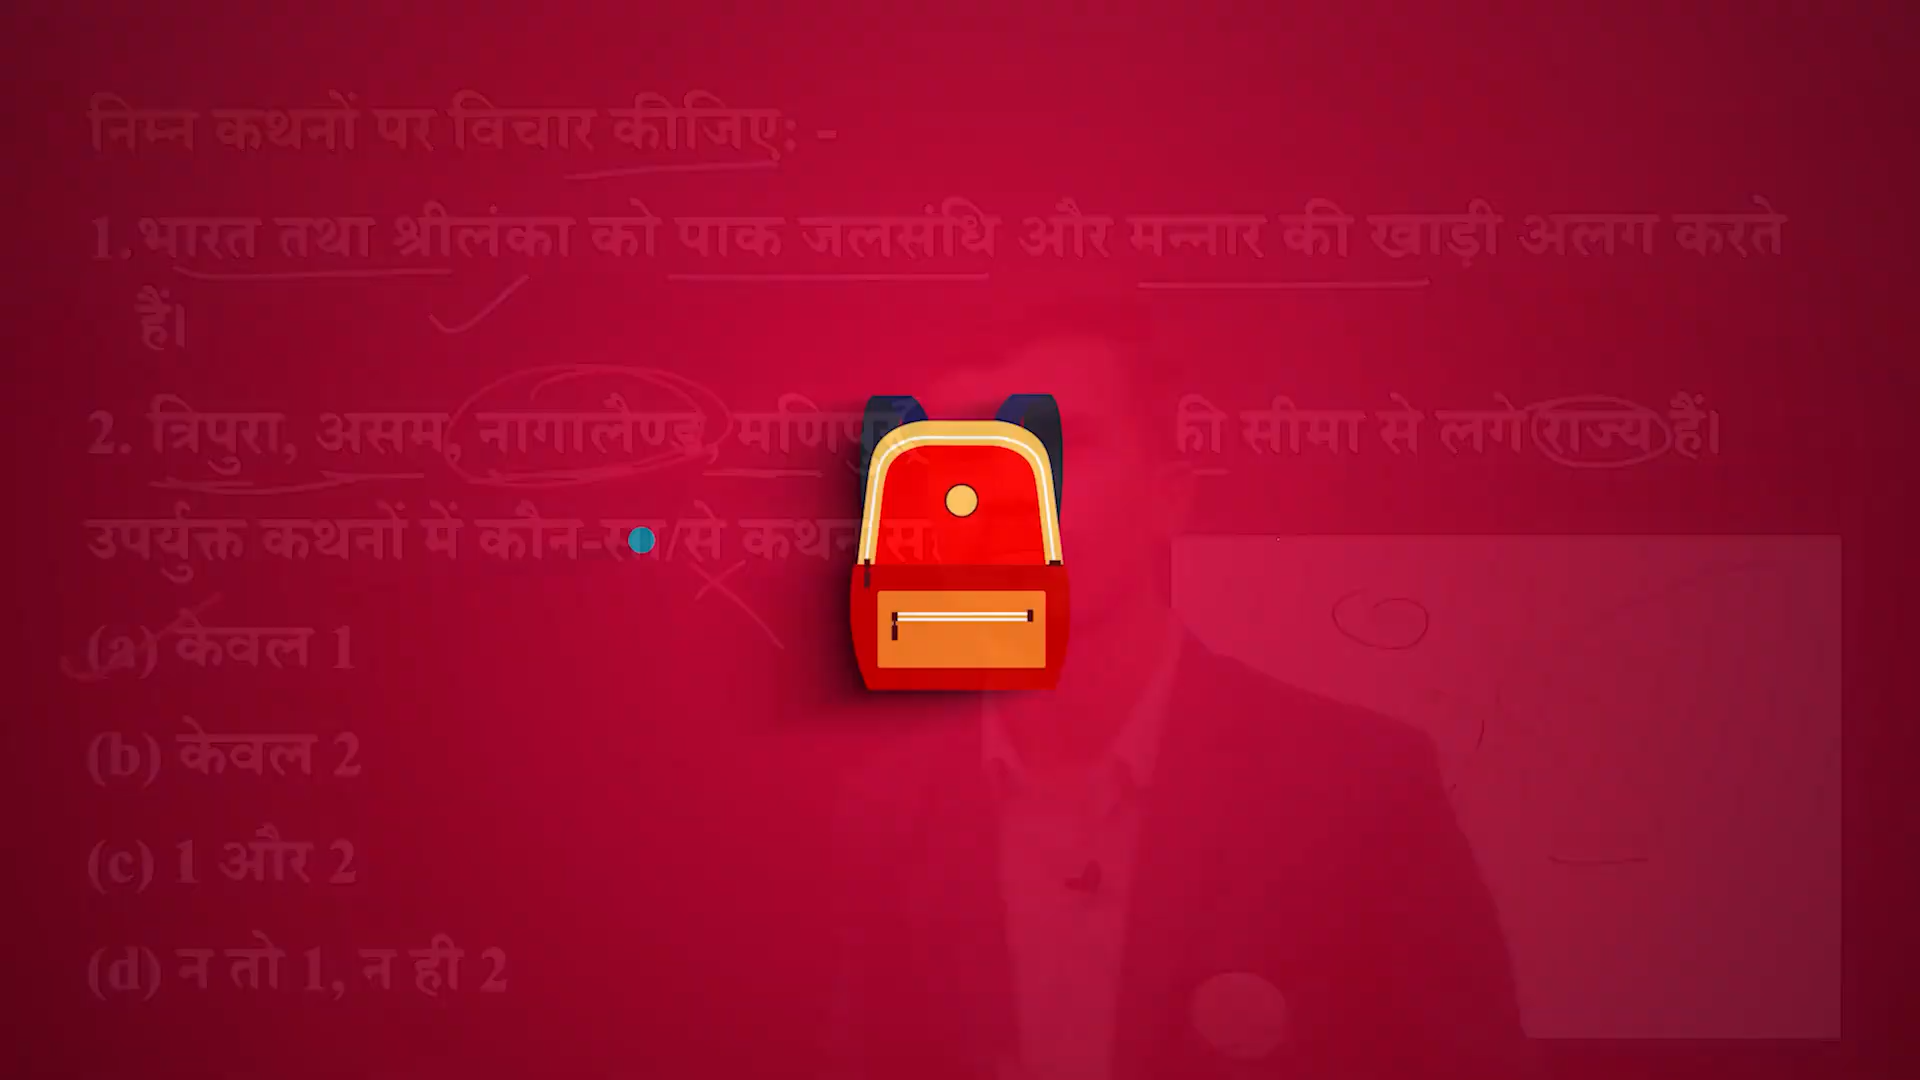 निम्न कथनों पर विचार कीजिए: -
1. भारत तथा श्रीलंका को पाक जलसंधि और मन्नार की खाड़ी अलग करते
हैं।
2. त्रिपुरा, असम, नागालैण्ड, की सीमा से लगे राज्य हैं।
उपर्युक्त कथनों में कौन-सा/से कथन
(a) केवल 1
(b) केवल 2
(c) 1 और 2
(d) न तो 1, न ही 2